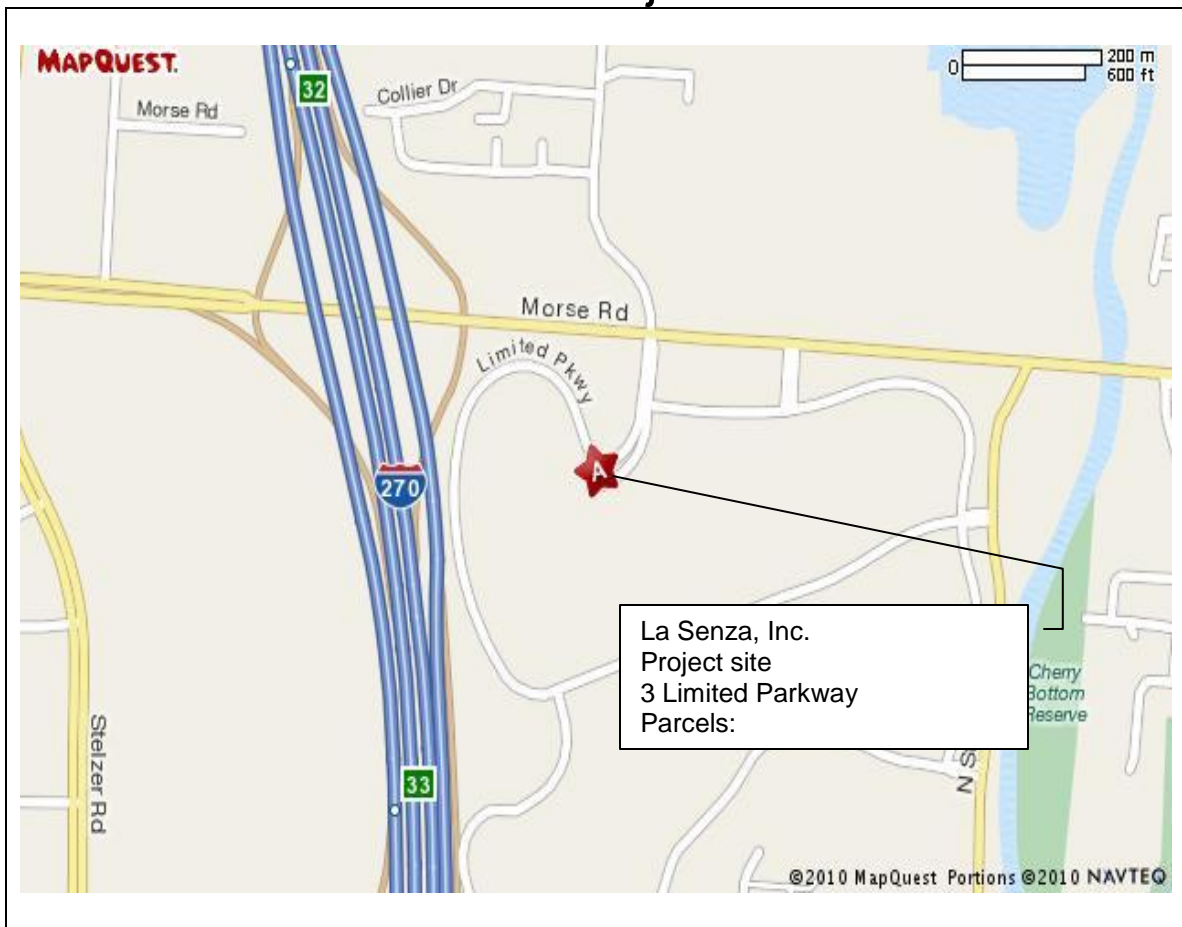 MAPQUEST.
0
200 m
600 ft
32
Morse Rd
Collier Dr
Morse Rd
Limited Pkwy
A
270
La Senza, Inc.
Project site
3 Limited Parkway
Parcels:
Cherry
Bottom
Reserve
Stelzer Rd
33
©2010 MapQuest Portions ©2010 NAVTEQ